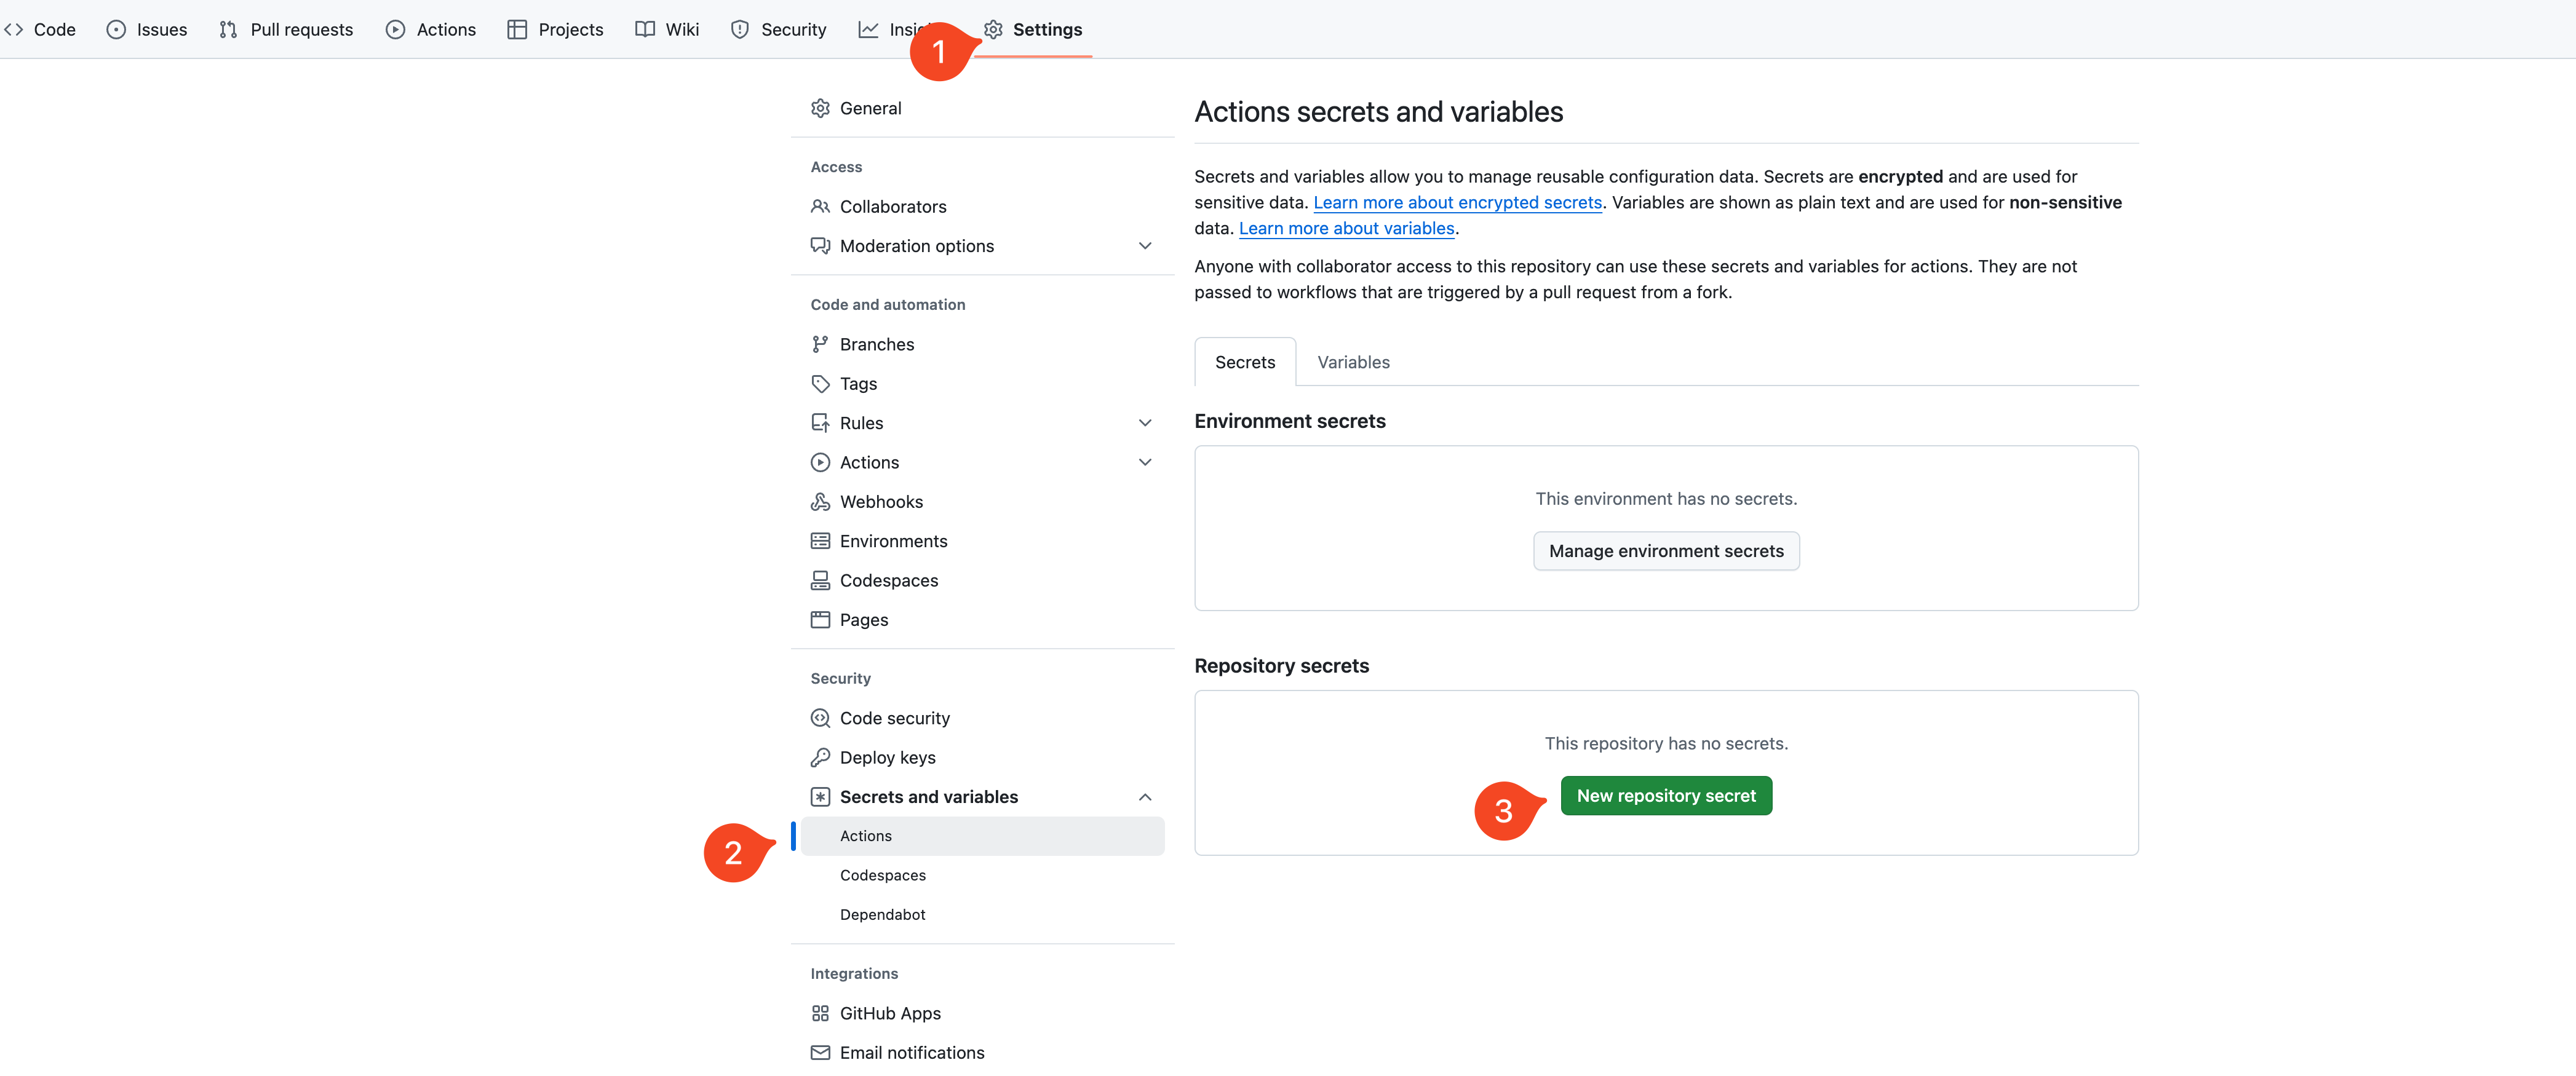 Code Issues Pull requests Actions Projects Wiki Security Settings
1
General
Access
Collaborators
Moderation options
Code and automation
Branches
Tags
Rules
Actions
Webhooks
Environments
Codespaces
Pages
Security
Code security
Deploy keys
Secrets and variables
2
Actions
Codespaces
Dependabot
Integrations
GitHub Apps
Email notifications
Actions secrets and variables
Secrets and variables allow you to manage reusable configuration data. Secrets are encrypted and are used for
sensitive data. Learn more about encrypted secrets. Variables are shown as plain text and are used for non-sensitive
data. Learn more about variables.
Anyone with collaborator access to this repository can use these secrets and variables for actions. They are not
passed to workflows that are triggered by a pull request from a fork.
Secrets Variables
Environment secrets
This environment has no secrets.
Manage environment secrets
Repository secrets
This repository has no secrets.
3
New repository secret